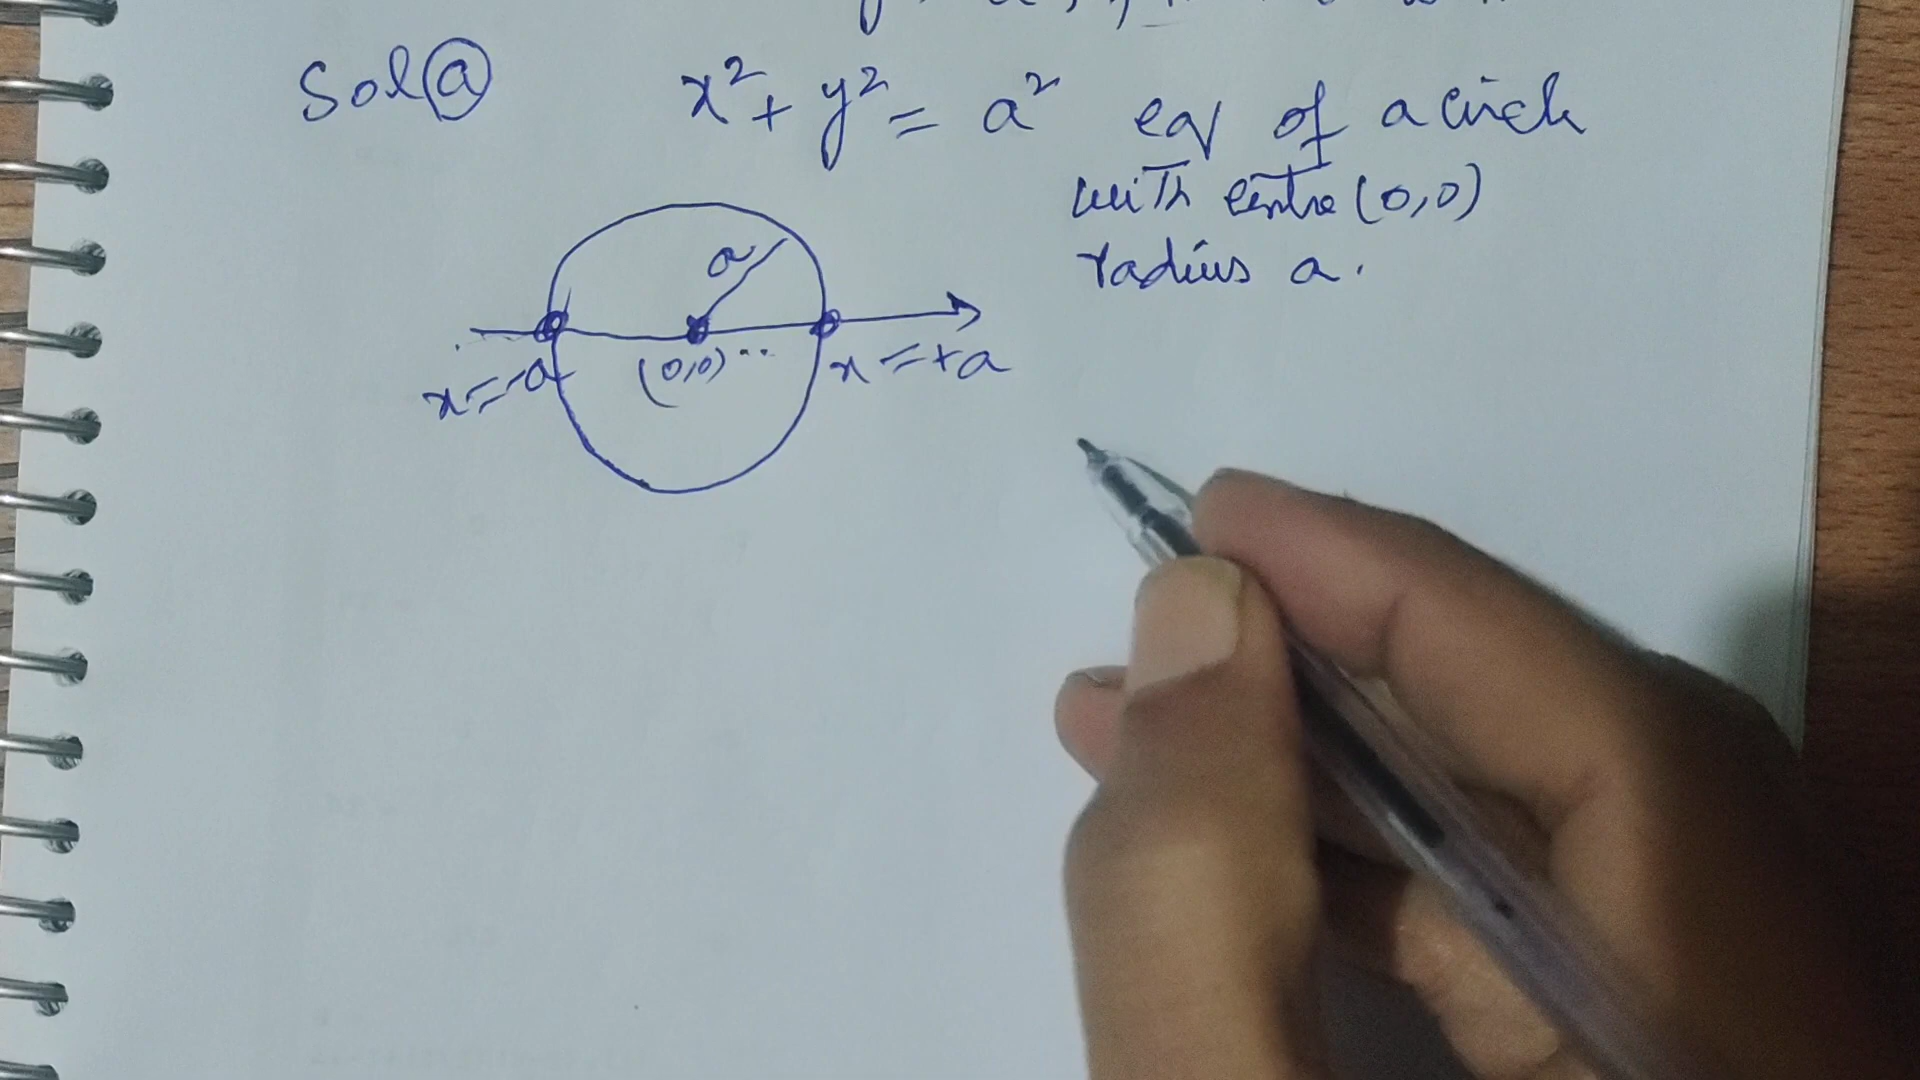 Sol (a) x² + y² = a² eq of a circle
with centre (0,0)
radius a.
a
x = -a (0,0) x = +a